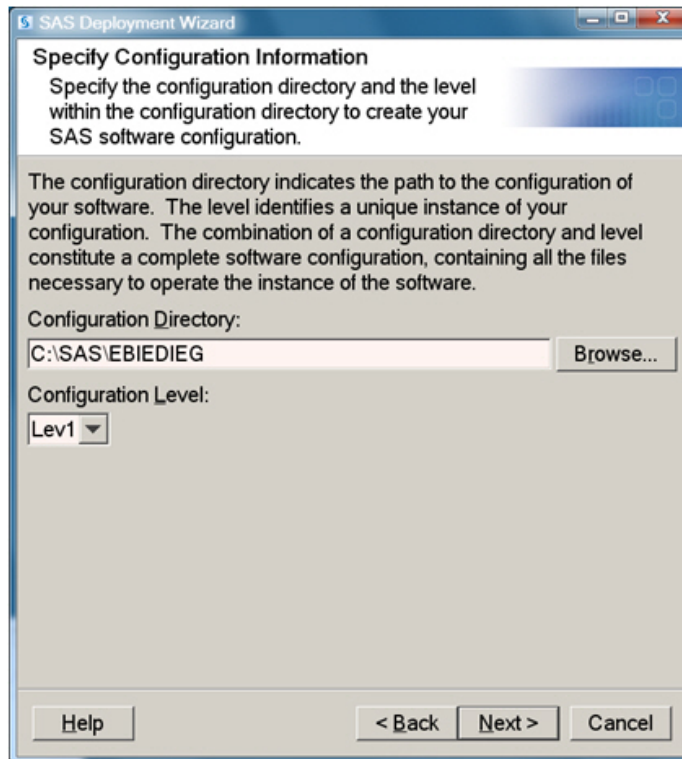 SAS Deployment Wizard
Specify Configuration Information
Specify the configuration directory and the level
within the configuration directory to create your
SAS software configuration.
The configuration directory indicates the path to the configuration of
your software. The level identifies a unique instance of your
configuration. The combination of a configuration directory and level
constitute a complete software configuration, containing all the files
necessary to operate the instance of the software.
Configuration Directory:
C:\SAS\EBIEDIEG
Browse...
Configuration Level:
Lev1
Help
< Back
Next >
Cancel